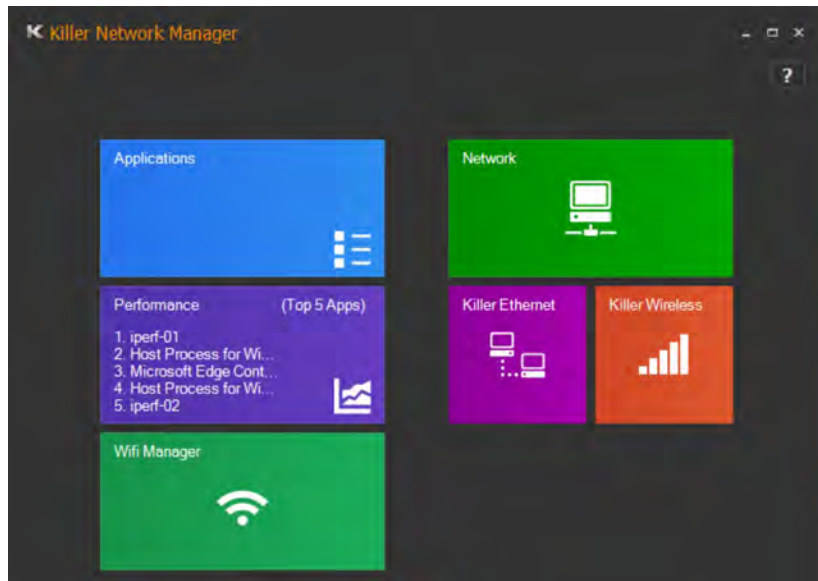 Killer Network Manager
?
Applications
Performance (Top 5 Apps)
1. iperf-01
2. Host Process for Wi...
3. Microsoft Edge Cont...
4. Host Process for Wi...
5. iperf-02
Wifi Manager
Network
Killer Ethernet
Killer Wireless